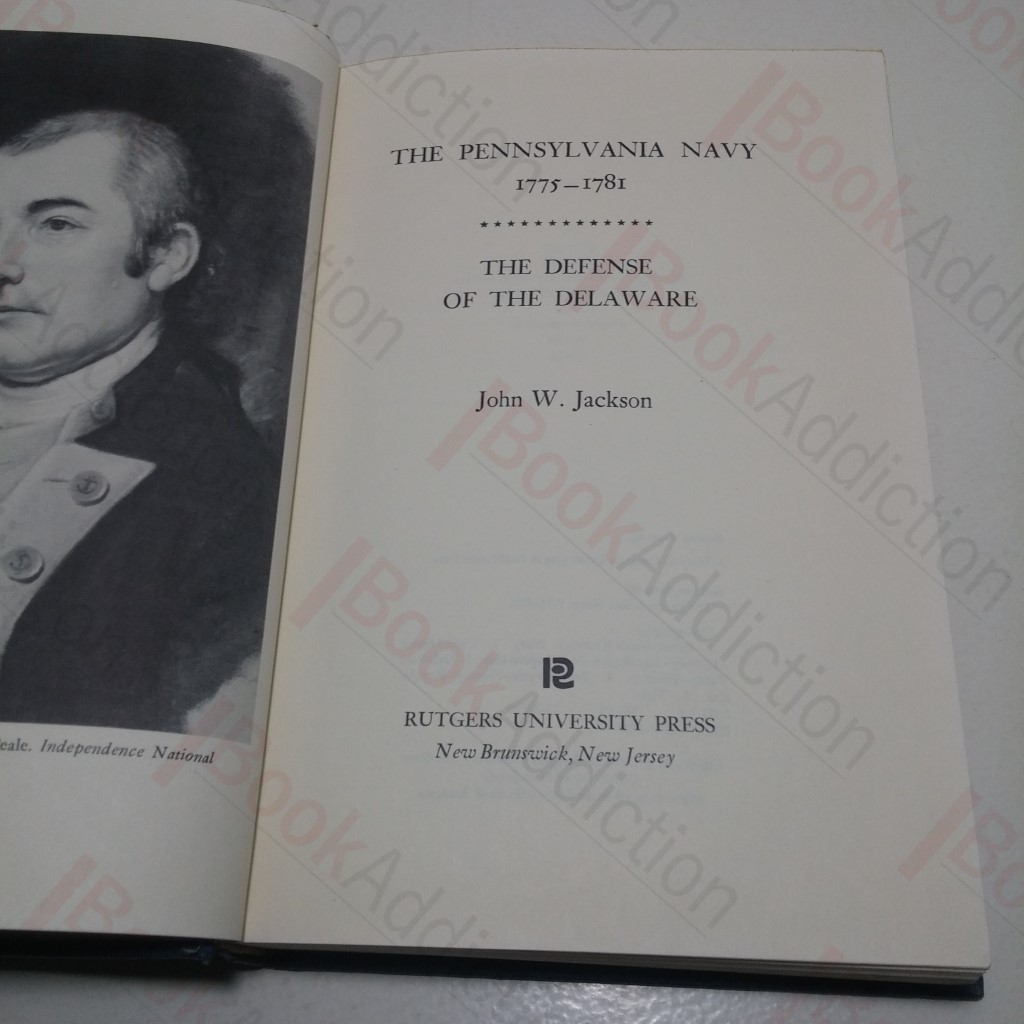 eale. Independence National
THE PENNSYLVANIA NAVY
1775–1781
*************
THE DEFENSE
OF THE DELAWARE
John W. Jackson
R
RUTGERS UNIVERSITY PRESS
New Brunswick, New Jersey
BookAddiction